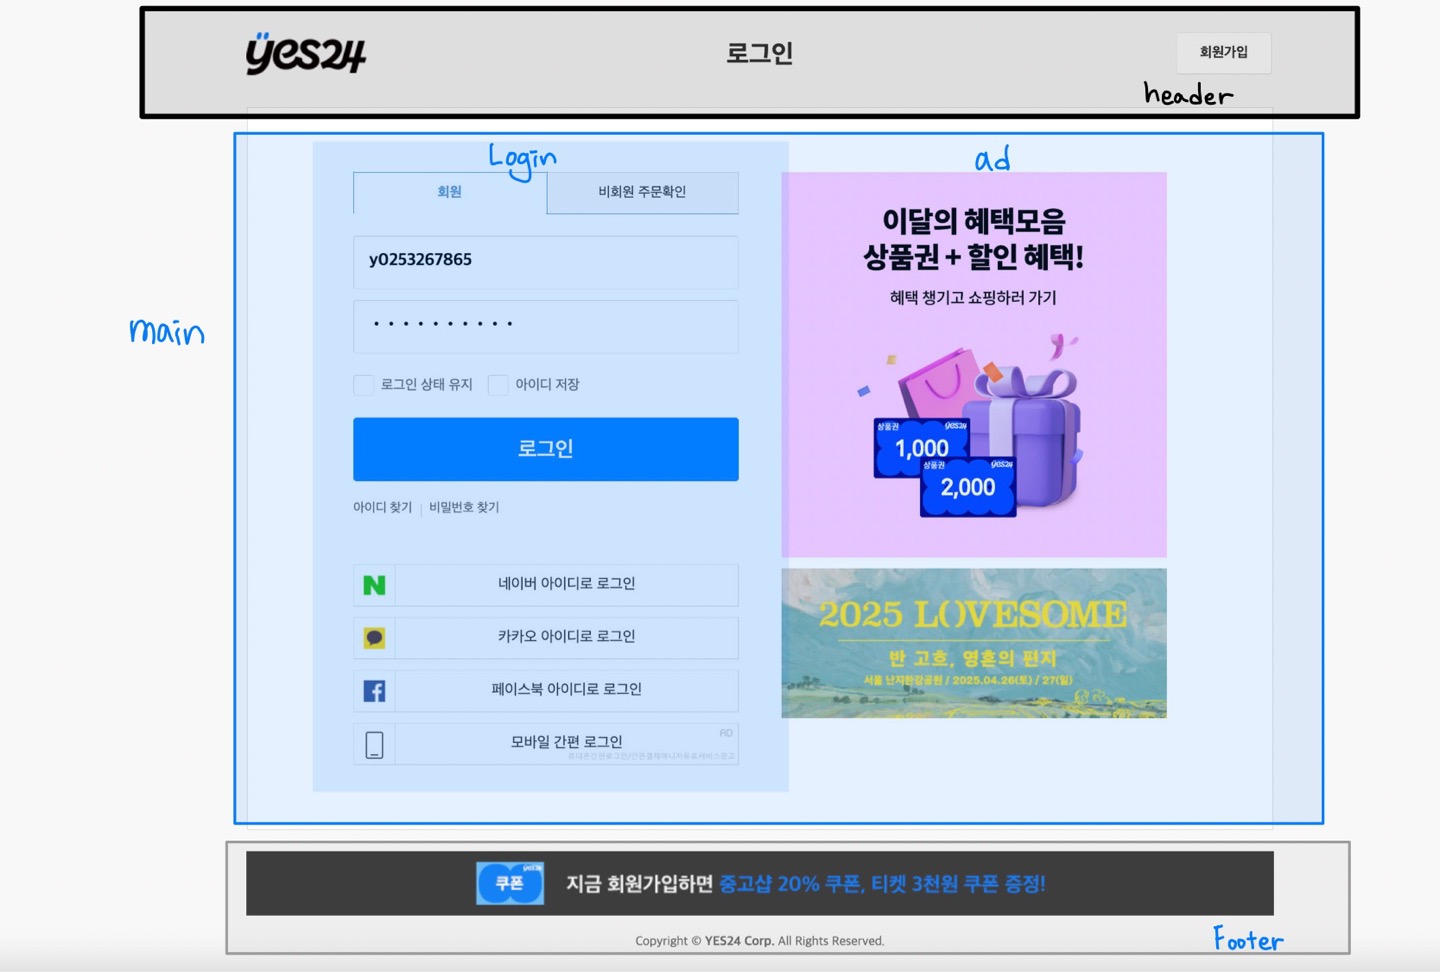 yes24
로그인
회원가입
header
Login
ad
회원
비회원 주문확인
y0253267865
로그인 상태 유지
아이디 저장
로그인
아이디 찾기 | 비밀번호 찾기
네이버 아이디로 로그인
카카오 아이디로 로그인
페이스북 아이디로 로그인
모바일 간편 로그인
AD
main
이달의 혜택모음
상품권 + 할인 혜택!
혜택 챙기고 쇼핑하러 가기
상품권 yes24
1,000
상품권 yes24
2,000
2025 LOVESOME
반 고흐, 영혼의 편지
서울 난지한강공원 / 2025.04.26(토) / 27(일)
yes24
쿠폰
지금 회원가입하면 중고샵 20% 쿠폰, 티켓 3천원 쿠폰 증정!
Copyright © YES24 Corp. All Rights Reserved.
Footer